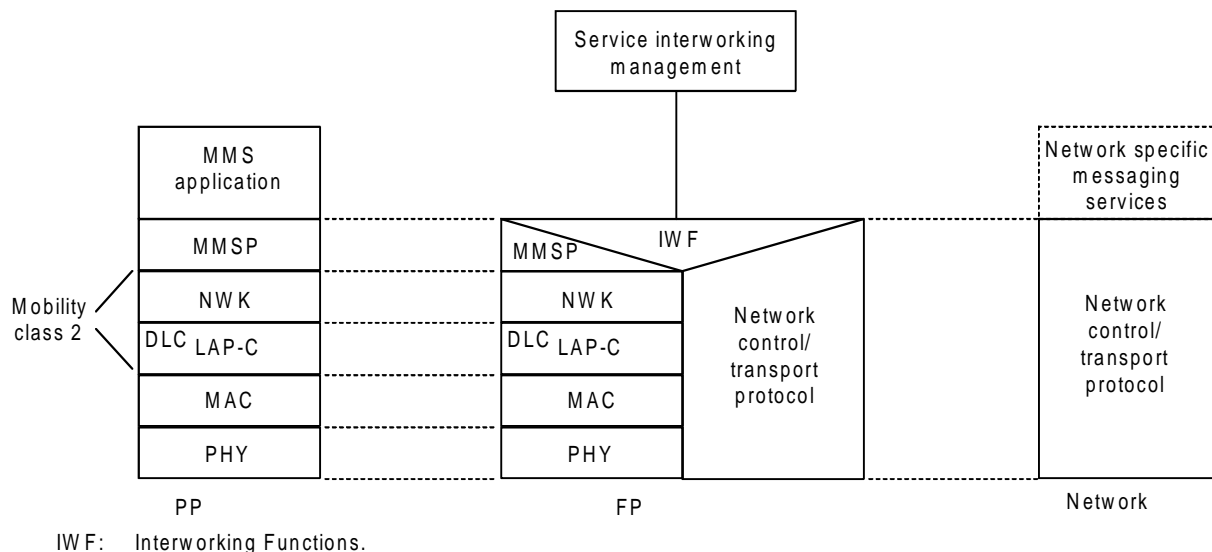 Service interworking
management
MMS
application
Network specific
messaging
services
MMSP
MMSP
IWF
Mobility
class 2
NWK
NWK
Network
control/
transport
protocol
Network
control/
transport
protocol
DLC LAP-C
DLC LAP-C
MAC
MAC
PHY
PHY
PP
FP
Network
IWF: Interworking Functions.